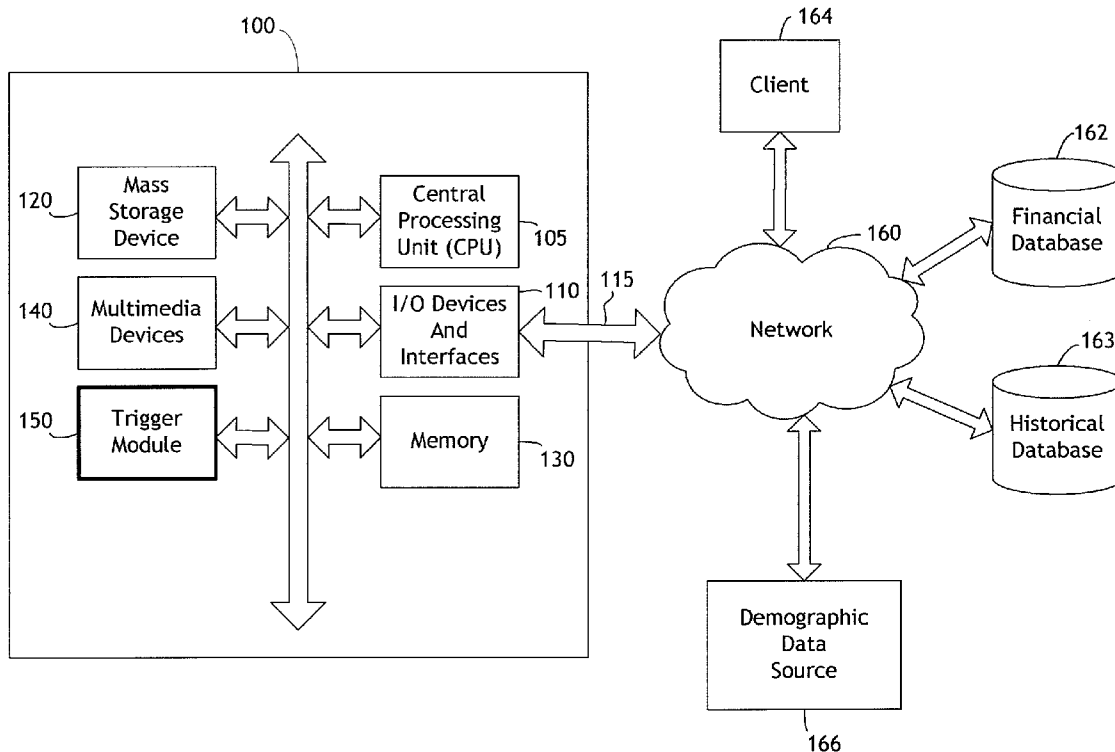 100
120
Mass
Storage
Device
Central
Processing
Unit (CPU)
105
140
Multimedia
Devices
I/O Devices
And
Interfaces
110
115
150
Trigger
Module
Memory
130
164
Client
160
Network
162
Financial
Database
163
Historical
Database
Demographic
Data
Source
166